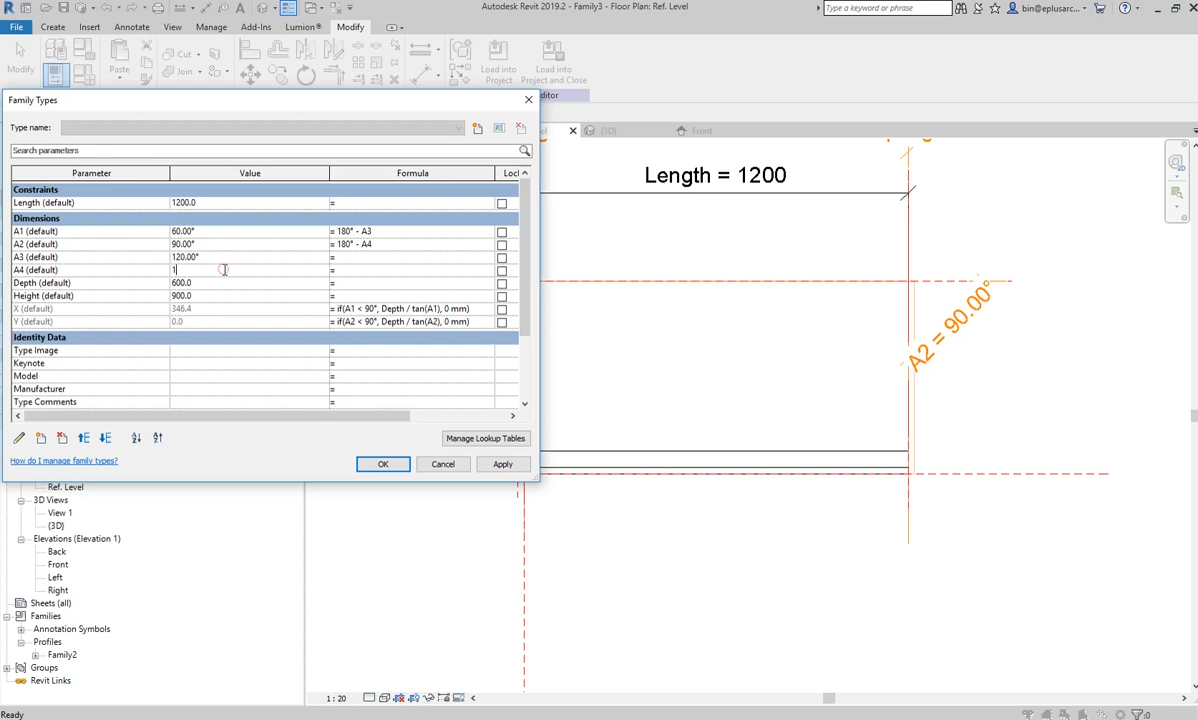 Autodesk Revit 2019.2 - Family3 - Floor Plan: Ref. Level
Type a keyword or phrase
bin@eplusarc...
File Create Insert Annotate View Manage Add-Ins Lumion® Modify
Modify
Paste
Cut
Join
Load into
Project
Load into
Project and Close
ditor
Family Types
Type name:
Search parameters
Parameter Value Formula Loc
Constraints
Length (default) 1200.0 =
Dimensions
A1 (default) 60.00° = 180° - A3
A2 (default) 90.00° = 180° - A4
A3 (default) 120.00° =
A4 (default) 1 =
Depth (default) 600.0 =
Height (default) 900.0 =
X (default) 346.4 = if(A1 < 90°, Depth / tan(A1), 0 mm)
Y (default) 0.0 = if(A2 < 90°, Depth / tan(A2), 0 mm)
Identity Data
Type Image =
Keynote =
Model =
Manufacturer =
Type Comments =
Manage Lookup Tables
How do I manage family types?
OK Cancel Apply
el {3D} Front
Length = 1200
A2 = 90.00°
Ref. Level
3D Views
View 1
{3D}
Elevations (Elevation 1)
Back
Front
Left
Right
Sheets (all)
Families
Annotation Symbols
Profiles
Family2
Groups
Revit Links
1 : 20
Ready
:0